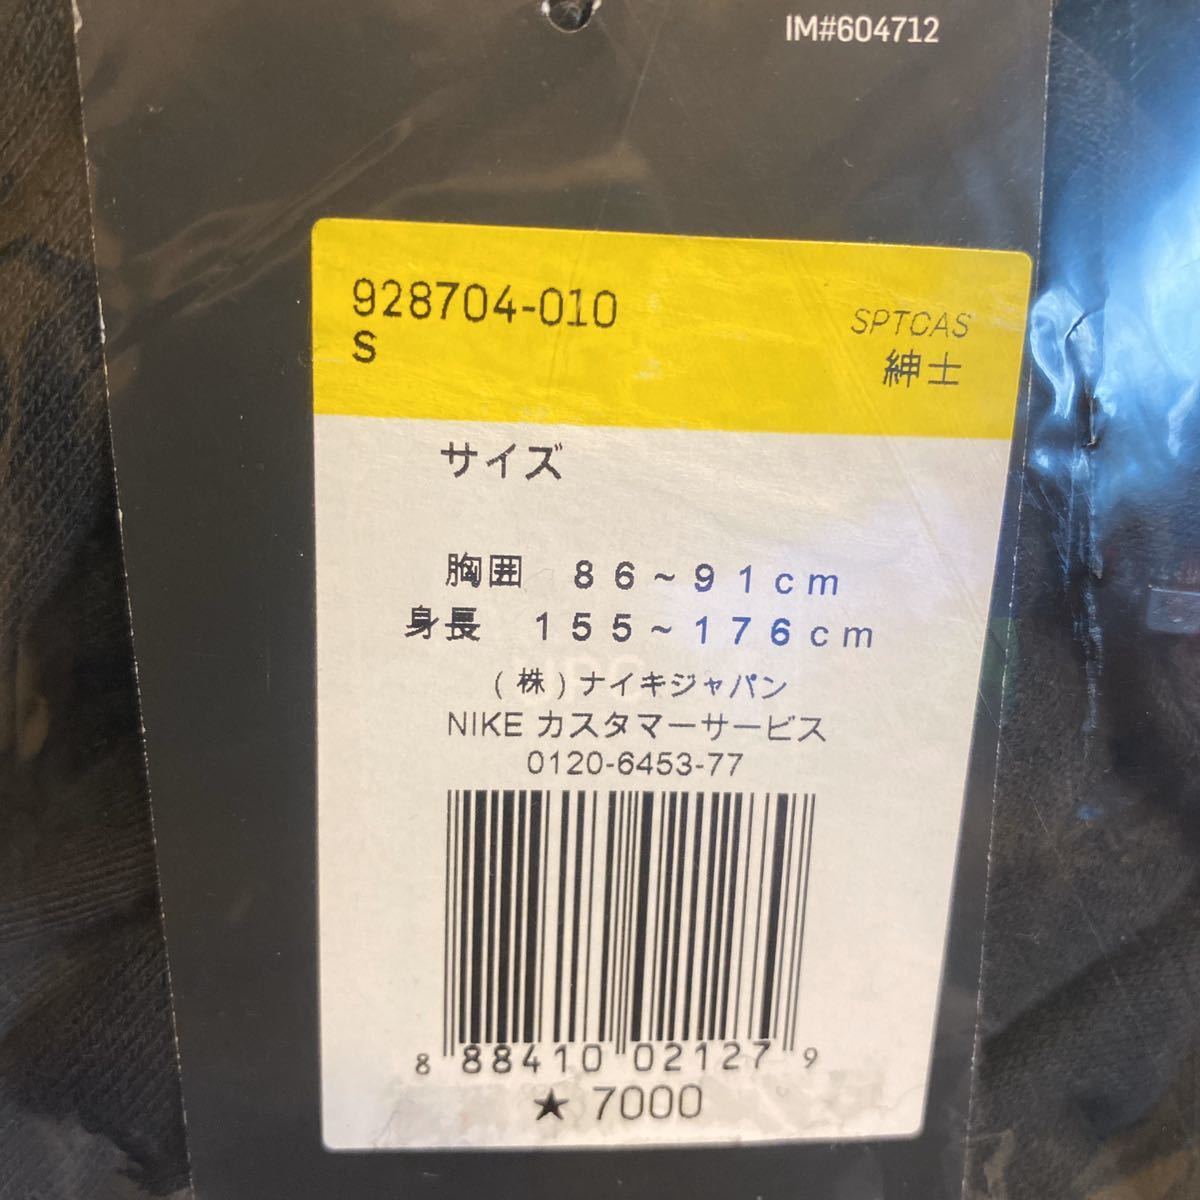 IM#604712
928704-010
S
SPTCAS
紳士
サイズ
胸囲 86~91cm
身長 155~176cm
(株)ナイキジャパン
NIKE カスタマーサービス
0120-6453-77
8 88410 02127 9
★ 7000